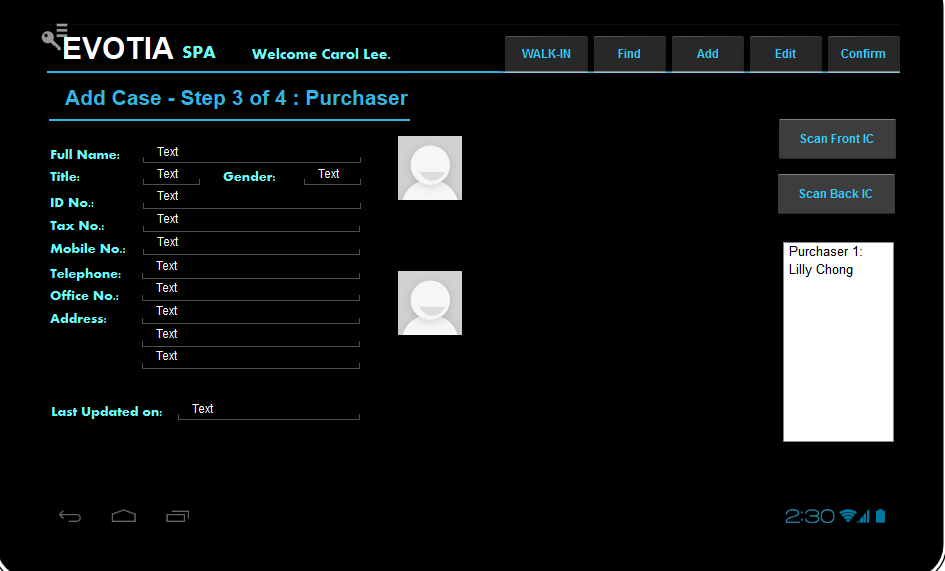 EVOTIA SPA Welcome Carol Lee. WALK-IN Find Add Edit Confirm
Add Case - Step 3 of 4 : Purchaser
Scan Front IC
Full Name: Text
Title: Text Gender: Text
Scan Back IC
ID No.: Text
Tax No.: Text
Mobile No.: Text
Purchaser 1:
Lilly Chong
Telephone: Text
Office No.: Text
Address: Text
Text
Text
Last Updated on: Text
2:30